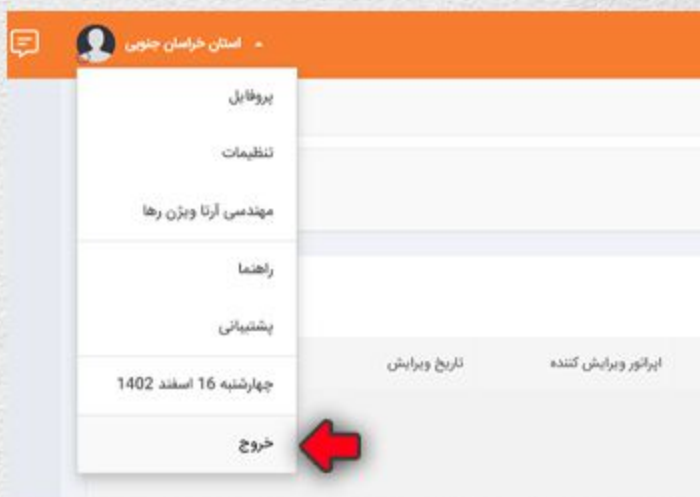 استان خراسان جنوبی
پروفایل
تنظیمات
مهندسی آرتا ویژن رها
راهنما
پشتیبانی
چهارشنبه 16 اسفند 1402
خروج
اپراتور ویرایش کننده
تاریخ ویرایش